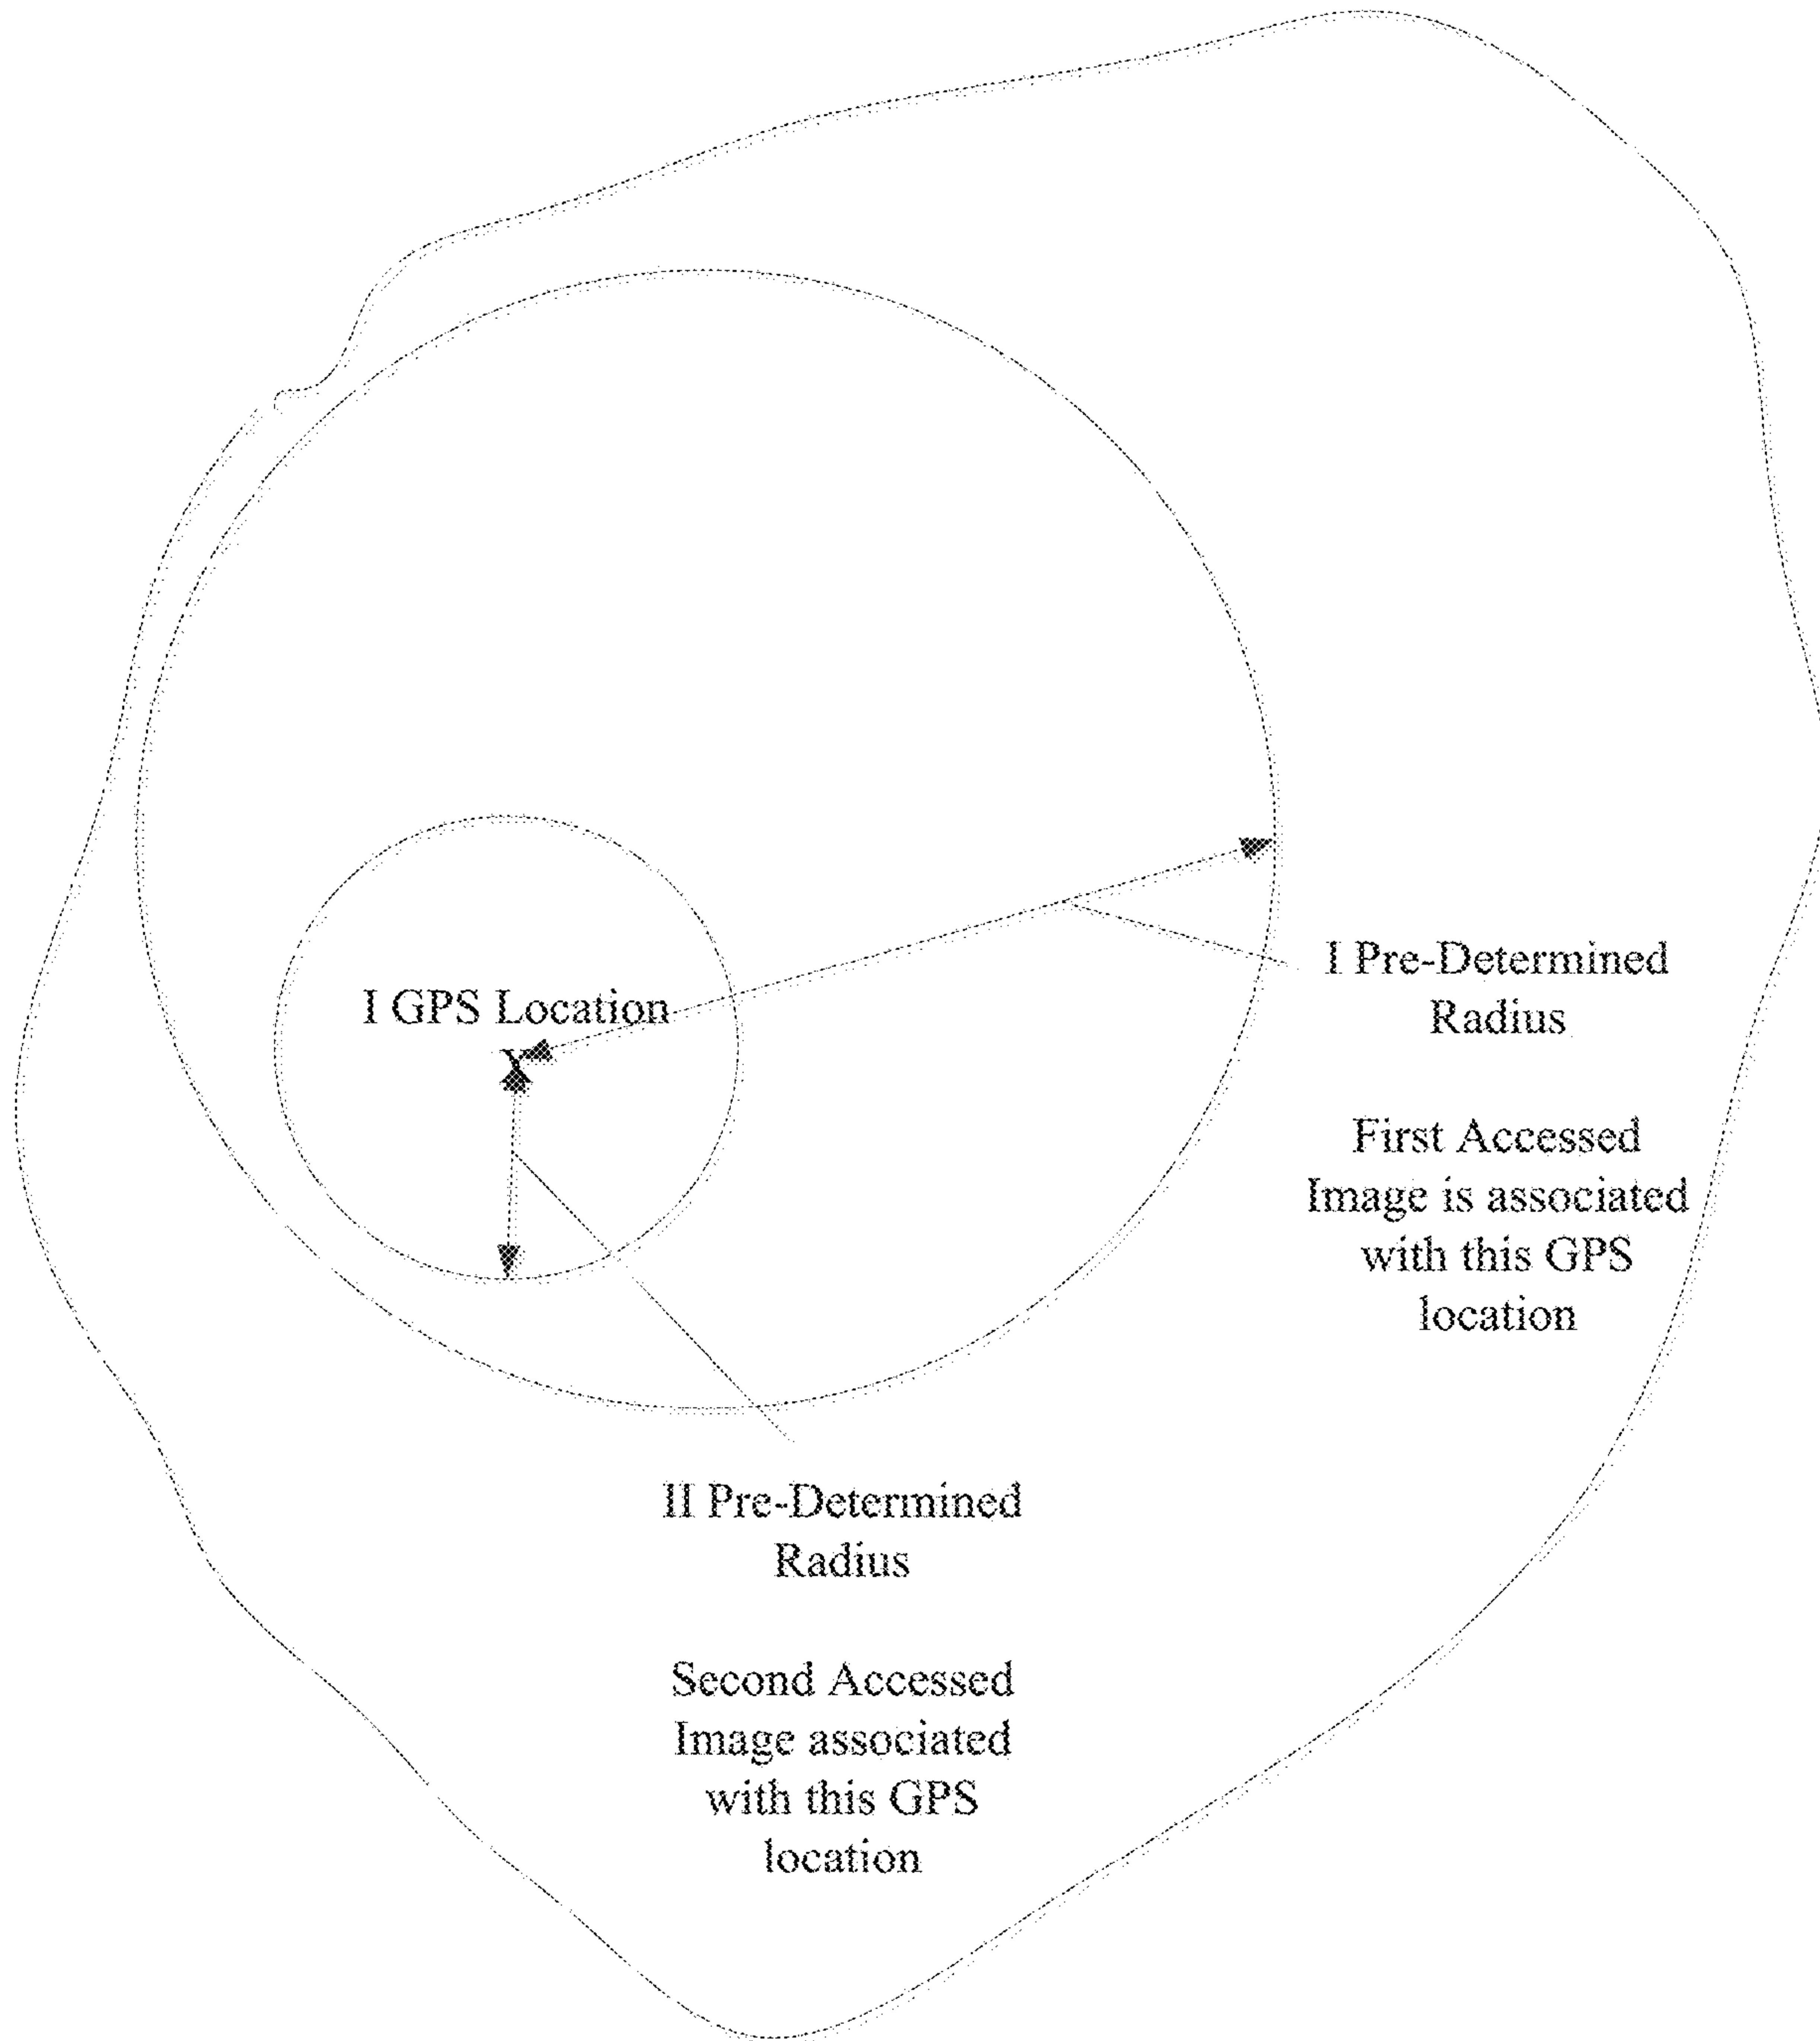 I GPS Location
X
I Pre-Determined
Radius
First Accessed
Image is associated
with this GPS
location
II Pre-Determined
Radius
Second Accessed
Image associated
with this GPS
location